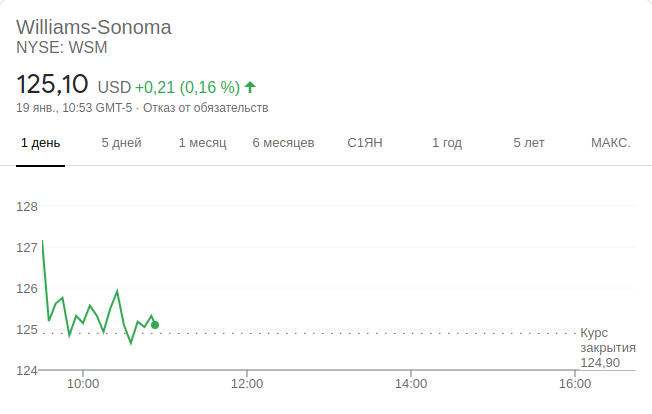 Williams-Sonoma
NYSE: WSM
125,10 USD +0,21 (0,16 %)
19 янв., 10:53 GMT-5 · Отказ от обязательств
1 день 5 дней 1 месяц 6 месяцев С1ЯН 1 год 5 лет МАКС.
128
127
126
125
124
Курс
закрытия
124,90
10:00 12:00 14:00 16:00